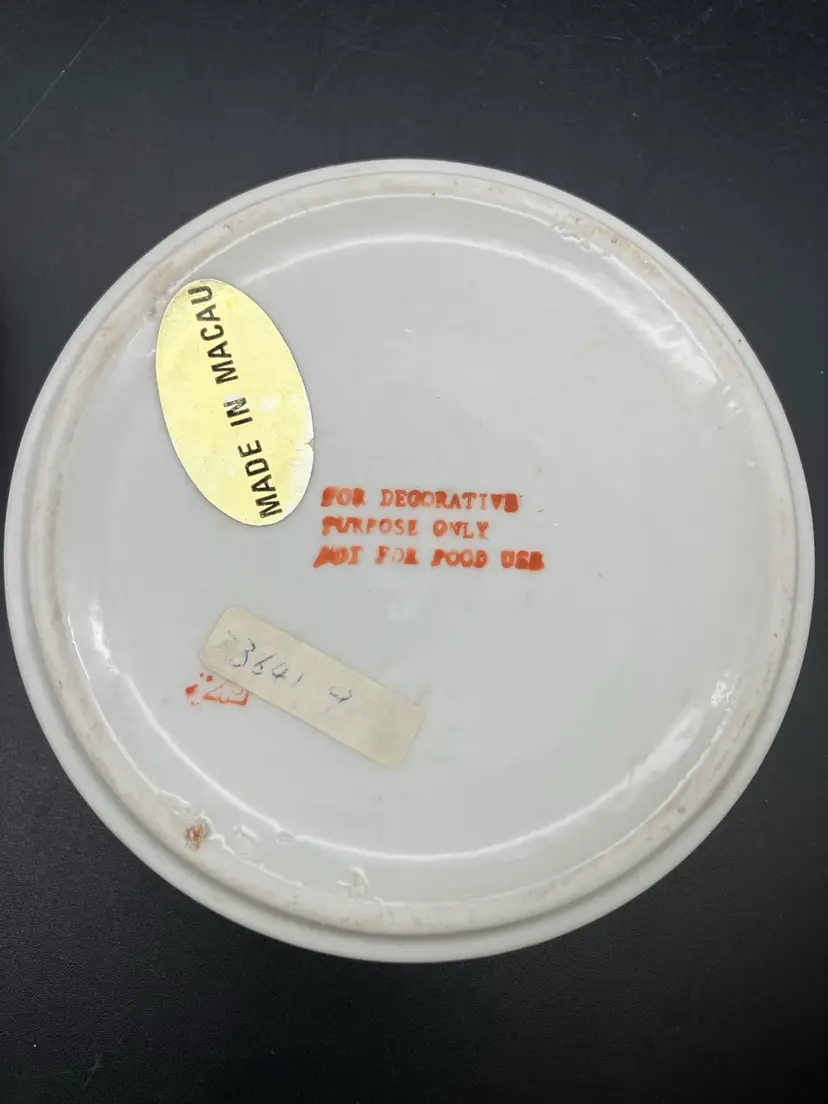 MADE IN MACAU
FOR DECORATIVE
PURPOSE ONLY
NOT FOR FOOD USE